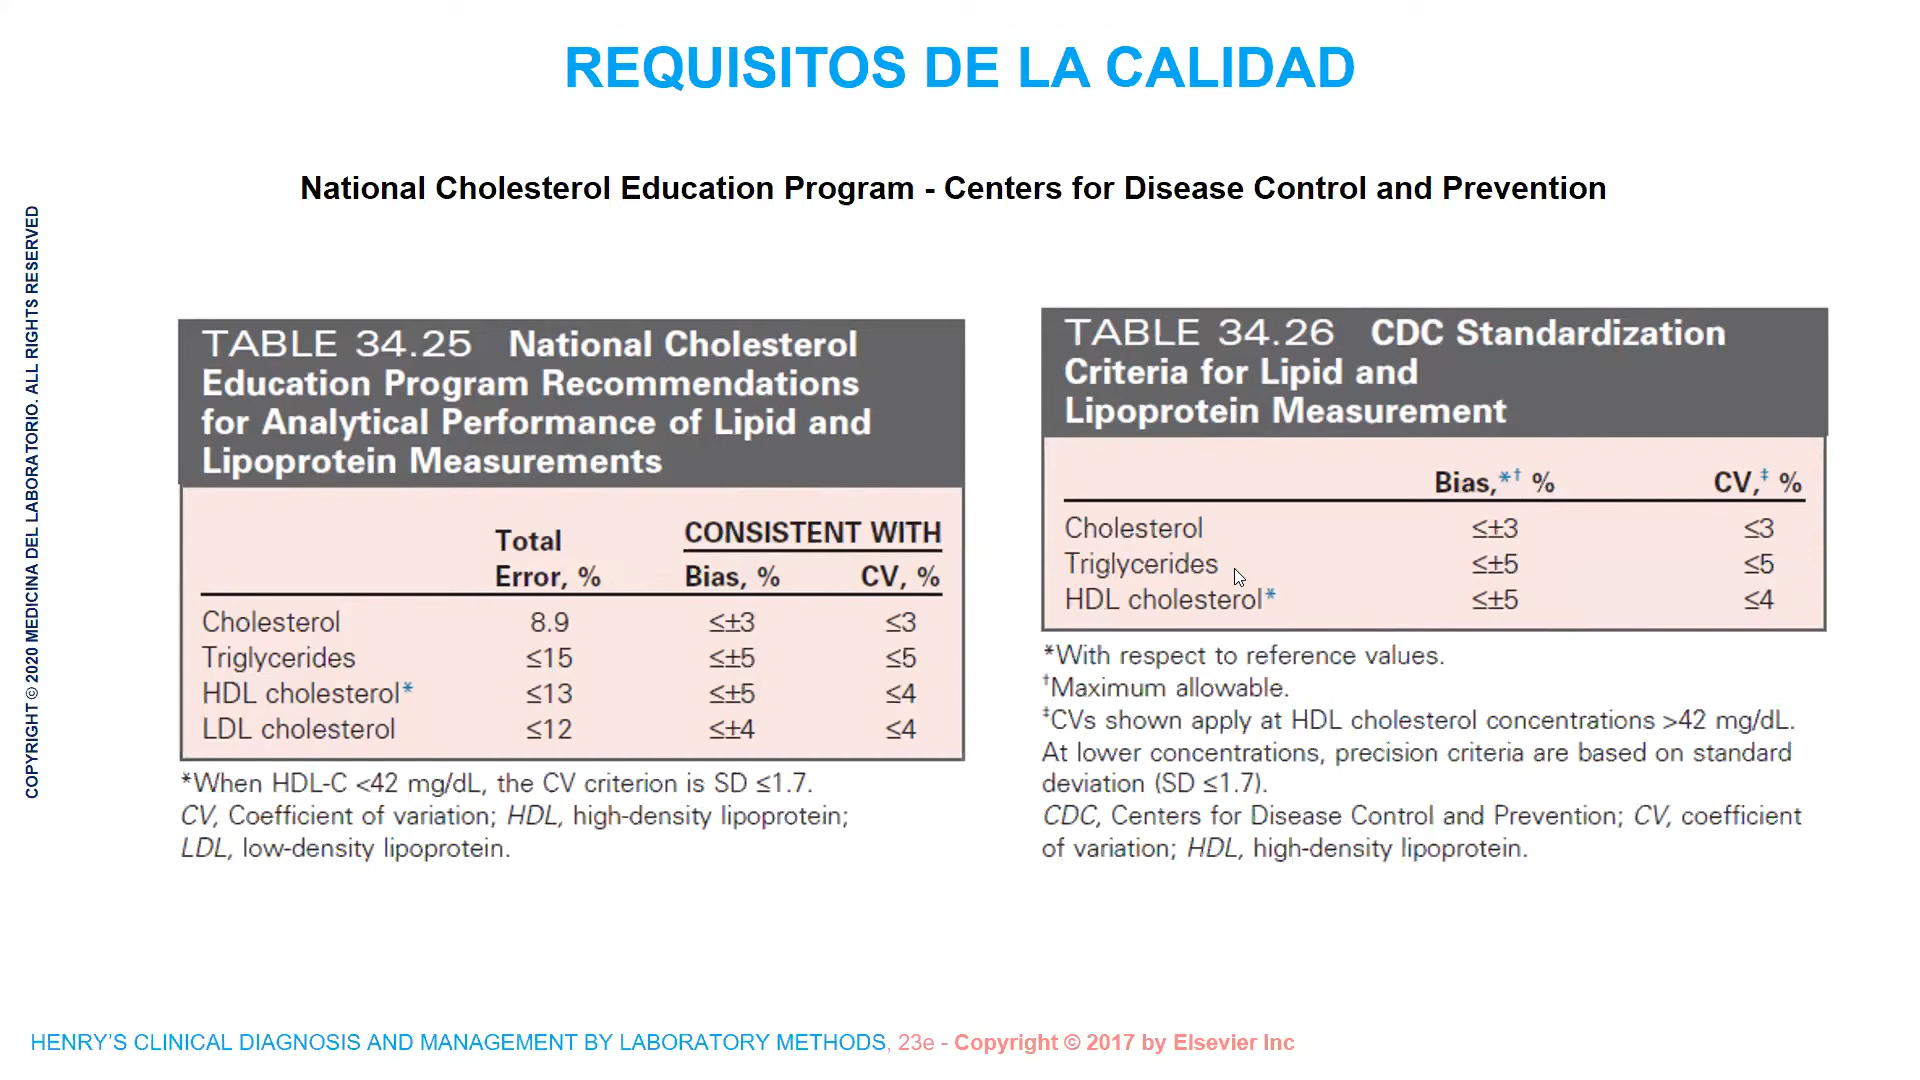 REQUISITOS DE LA CALIDAD
National Cholesterol Education Program - Centers for Disease Control and Prevention
COPYRIGHT © 2020 MEDICINA DEL LABORATORIO. ALL RIGHTS RESERVED
TABLE 34.25 National Cholesterol
Education Program Recommendations
for Analytical Performance of Lipid and
Lipoprotein Measurements
Total CONSISTENT WITH
Error, % Bias, % CV, %
Cholesterol 8.9 ≤±3 ≤3
Triglycerides ≤15 ≤±5 ≤5
HDL cholesterol* ≤13 ≤±5 ≤4
LDL cholesterol ≤12 ≤±4 ≤4
*When HDL-C <42 mg/dL, the CV criterion is SD ≤1.7.
CV, Coefficient of variation; HDL, high-density lipoprotein;
LDL, low-density lipoprotein.
TABLE 34.26 CDC Standardization
Criteria for Lipid and
Lipoprotein Measurement
Bias,*† % CV,‡ %
Cholesterol ≤±3 ≤3
Triglycerides ≤±5 ≤5
HDL cholesterol* ≤±5 ≤4
*With respect to reference values.
†Maximum allowable.
‡CVs shown apply at HDL cholesterol concentrations >42 mg/dL.
At lower concentrations, precision criteria are based on standard
deviation (SD ≤1.7).
CDC, Centers for Disease Control and Prevention; CV, coefficient
of variation; HDL, high-density lipoprotein.
HENRY'S CLINICAL DIAGNOSIS AND MANAGEMENT BY LABORATORY METHODS, 23e - Copyright © 2017 by Elsevier Inc